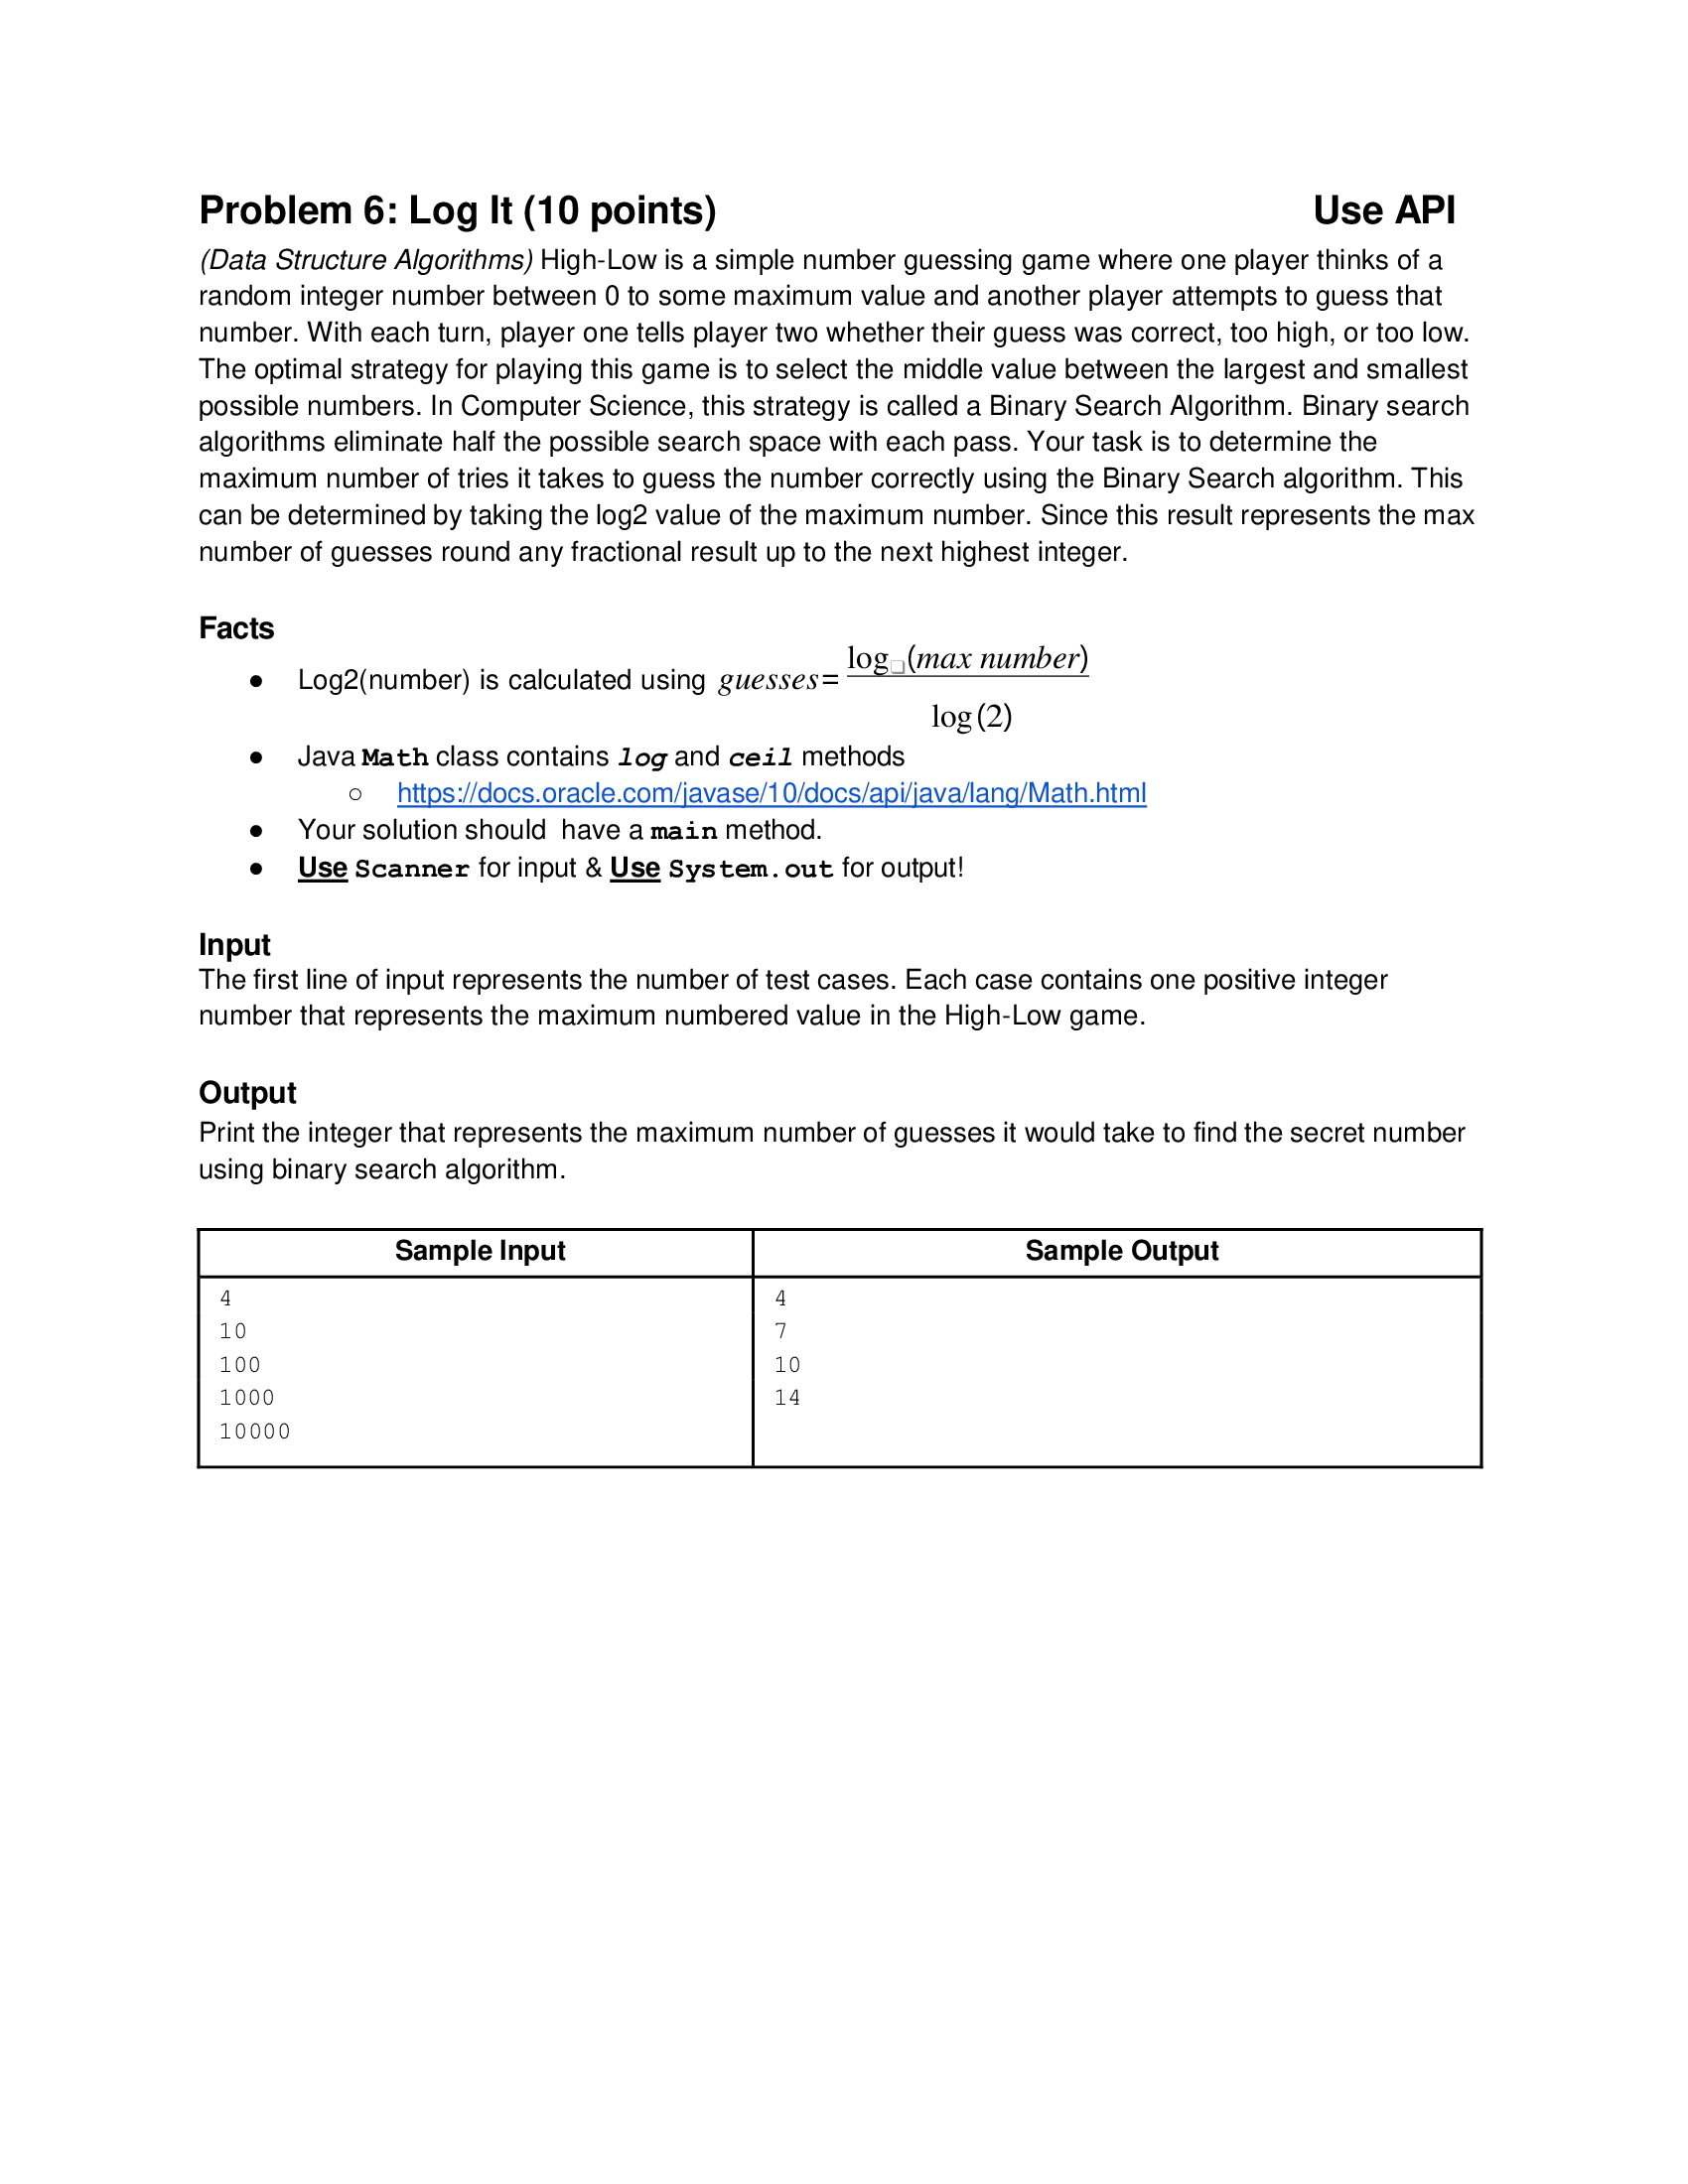 Problem 6: Log It (10 points) Use API
(Data Structure Algorithms) High-Low is a simple number guessing game where one player thinks of a
random integer number between 0 to some maximum value and another player attempts to guess that
number. With each turn, player one tells player two whether their guess was correct, too high, or too low.
The optimal strategy for playing this game is to select the middle value between the largest and smallest
possible numbers. In Computer Science, this strategy is called a Binary Search Algorithm. Binary search
algorithms eliminate half the possible search space with each pass. Your task is to determine the
maximum number of tries it takes to guess the number correctly using the Binary Search algorithm. This
can be determined by taking the log2 value of the maximum number. Since this result represents the max
number of guesses round any fractional result up to the next highest integer.
Facts
● Log2(number) is calculated using guesses= log□(max number)
log(2)
● Java Math class contains log and ceil methods
○ https://docs.oracle.com/javase/10/docs/api/java/lang/Math.html
● Your solution should  have a main method.
● Use Scanner for input & Use System.out for output!
Input
The first line of input represents the number of test cases. Each case contains one positive integer
number that represents the maximum numbered value in the High-Low game.
Output
Print the integer that represents the maximum number of guesses it would take to find the secret number
using binary search algorithm.
Sample Input Sample Output
4 4
10 7
100 10
1000 14
10000